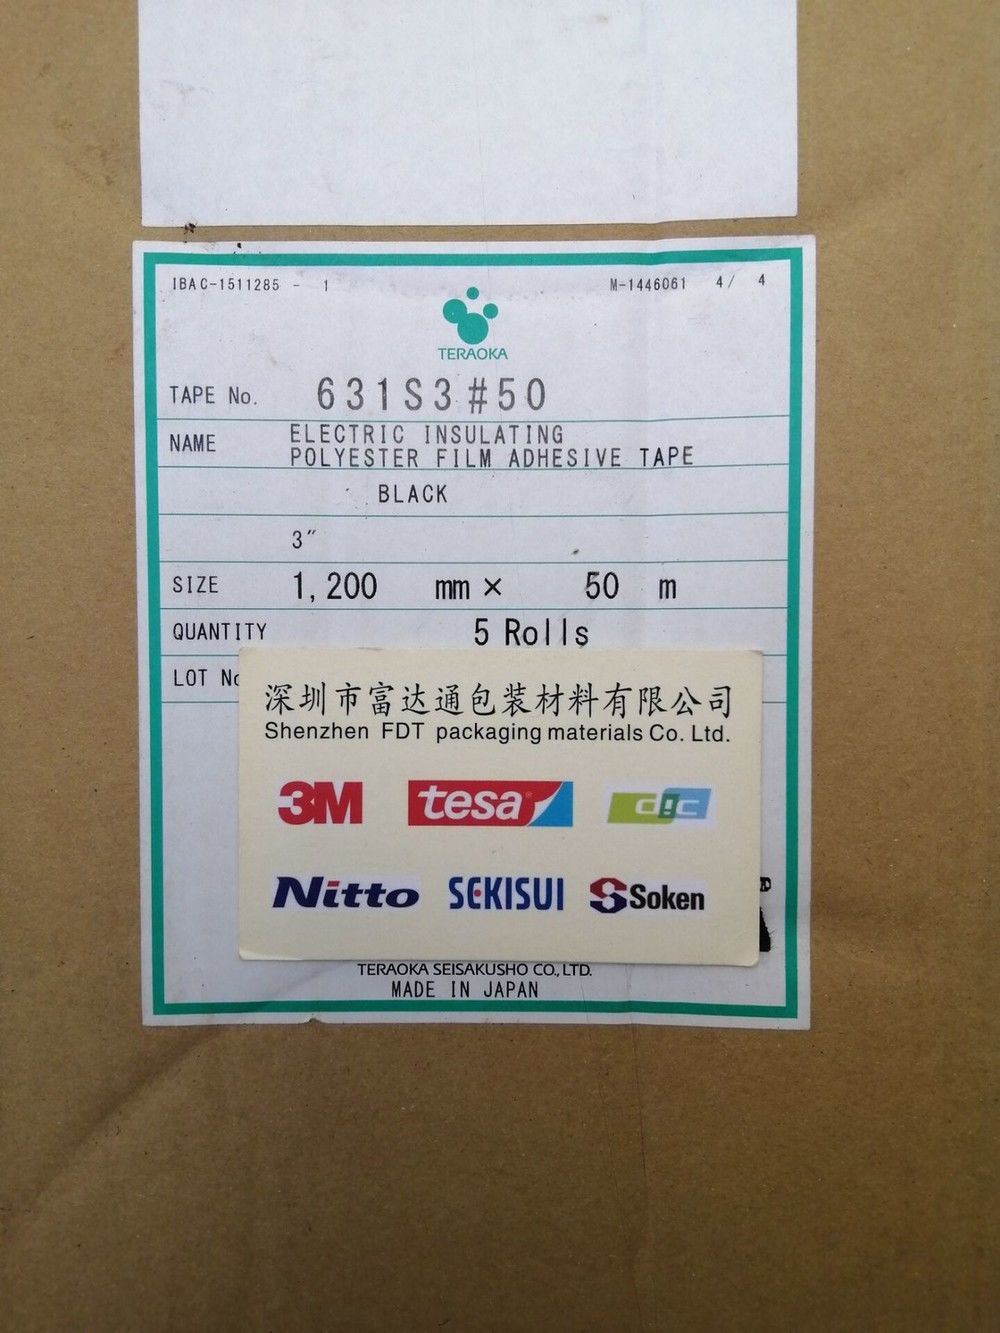 IBAC-1511285 - 1 M-1446061 4/ 4
TERAOKA
TAPE No. 631S3#50
NAME ELECTRIC INSULATING
POLYESTER FILM ADHESIVE TAPE
BLACK
3"
SIZE 1,200 mm × 50 m
QUANTITY 5 Rolls
LOT
深圳市富达通包装材料有限公司
Shenzhen FDT packaging materials Co. Ltd.
3M tesa
Nitto SEKISUI Soken
TERAOKA SEISAKUSHO CO., LTD.
MADE IN JAPAN